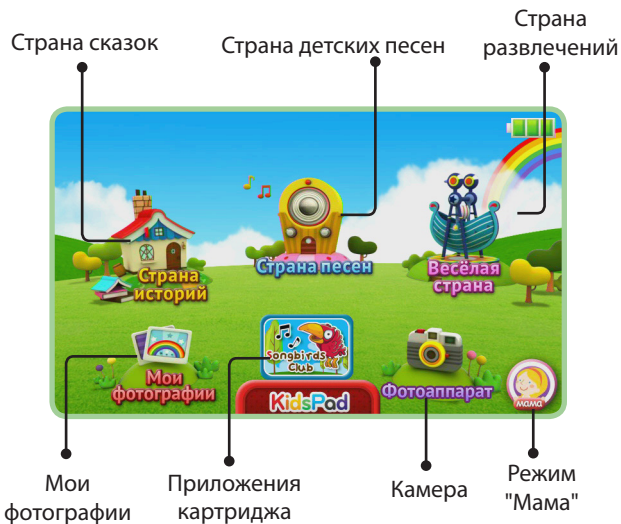 Страна сказок
Страна детских песен
Страна
развлечений
Страна
историй
Страна песен
Весёлая
страна
Мои
фотографии
Songbirds
Club
KidsPad
Фотоаппарат
мама
Мои
фотографии
Приложения
картриджа
Камера
Режим
"Мама"